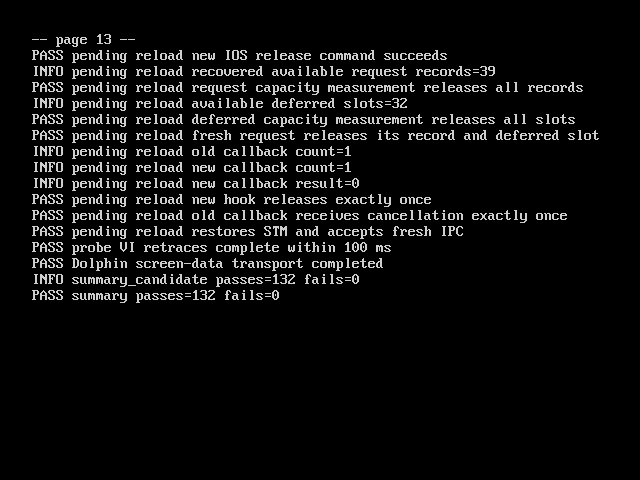 -- page 13 --
PASS pending reload new IOS release command succeeds
INFO pending reload recovered available request records=39
PASS pending reload request capacity measurement releases all records
INFO pending reload available deferred slots=32
PASS pending reload deferred capacity measurement releases all slots
PASS pending reload fresh request releases its record and deferred slot
INFO pending reload old callback count=1
INFO pending reload new callback count=1
INFO pending reload new callback result=0
PASS pending reload new hook releases exactly once
PASS pending reload old callback receives cancellation exactly once
PASS pending reload restores STM and accepts fresh IPC
PASS probe VI retraces complete within 100 ms
PASS Dolphin screen-data transport completed
INFO summary_candidate passes=132 fails=0
PASS summary passes=132 fails=0